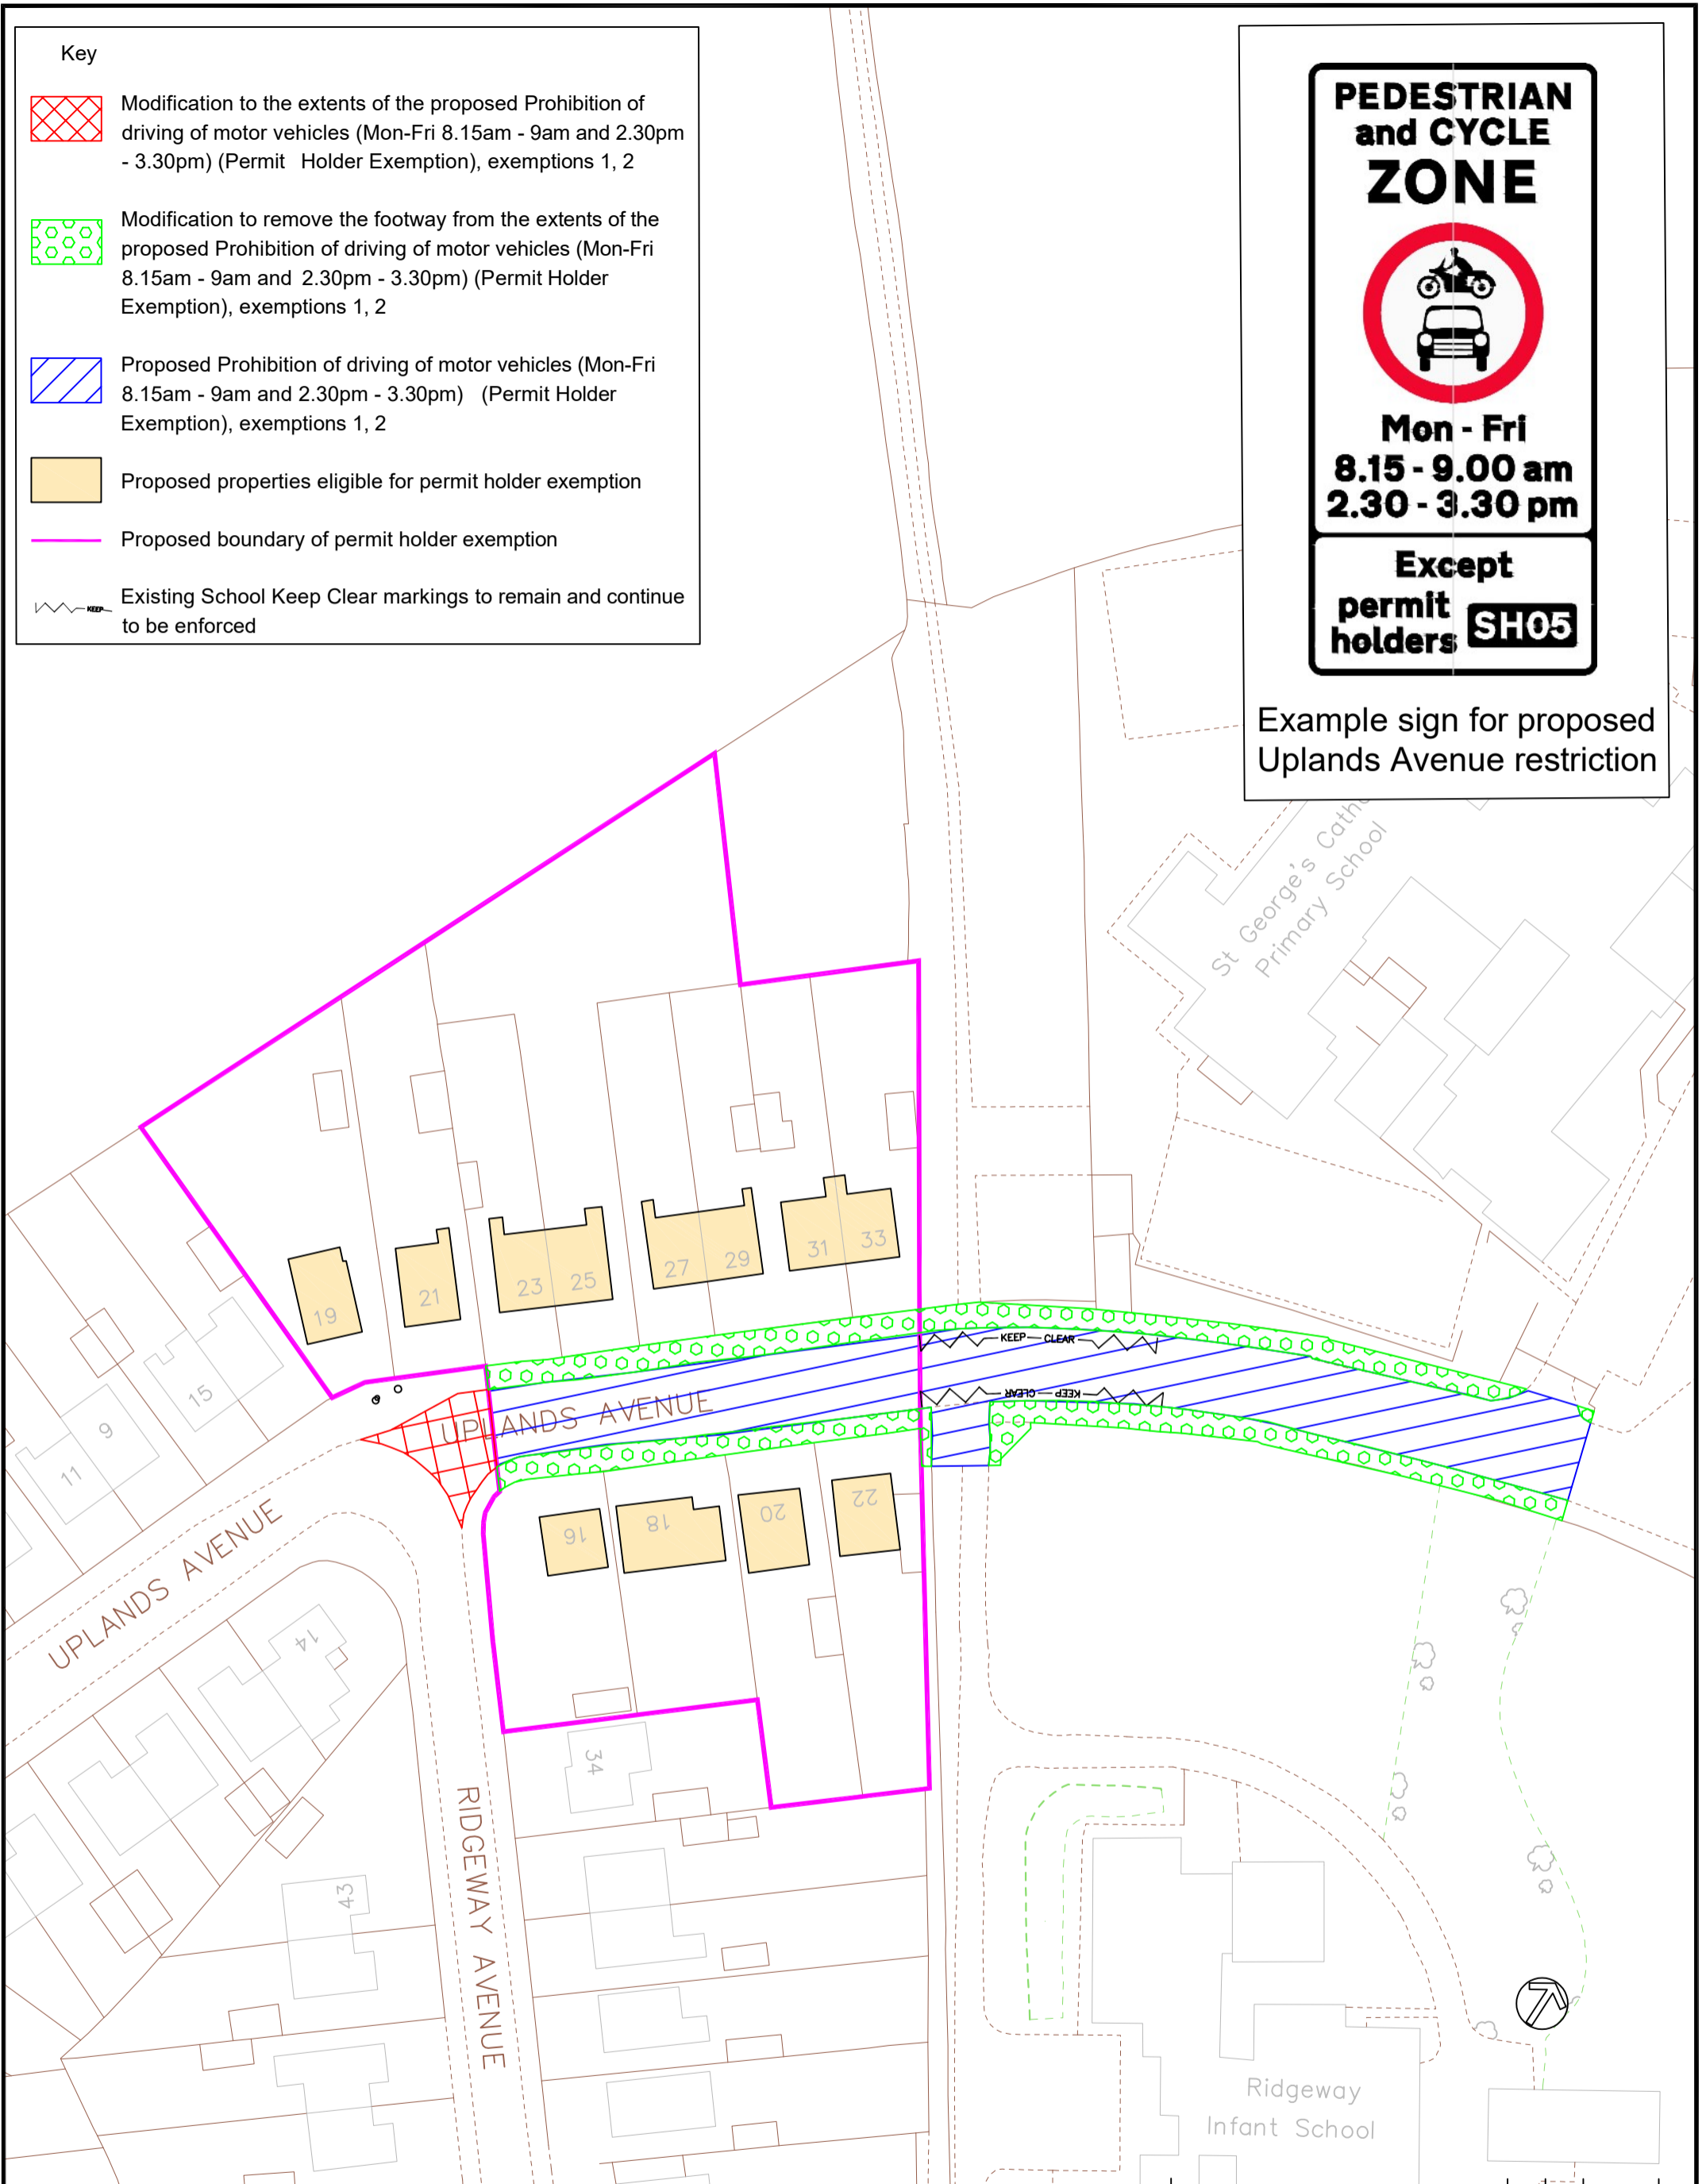 Key
Modification to the extents of the proposed Prohibition of
driving of motor vehicles (Mon-Fri 8.15am - 9am and 2.30pm
- 3.30pm) (Permit Holder Exemption), exemptions 1, 2
Modification to remove the footway from the extents of the
proposed Prohibition of driving of motor vehicles (Mon-Fri
8.15am - 9am and 2.30pm - 3.30pm) (Permit Holder
Exemption), exemptions 1, 2
Proposed Prohibition of driving of motor vehicles (Mon-Fri
8.15am - 9am and 2.30pm - 3.30pm) (Permit Holder
Exemption), exemptions 1, 2
Proposed properties eligible for permit holder exemption
Proposed boundary of permit holder exemption
KEEP
Existing School Keep Clear markings to remain and continue
to be enforced
PEDESTRIAN
and CYCLE
ZONE
Mon - Fri
8.15 - 9.00 am
2.30 - 3.30 pm
Except
permit
holders SH05
Example sign for proposed
Uplands Avenue restriction
St George's Catho
Primary School
19
21
23
25
27
29
31
33
KEEP CLEAR
KEEP CLEAR
UPLANDS AVENUE
15
9
11
16
18
20
22
UPLANDS AVENUE
14
34
43
RIDGEWAY AVENUE
Ridgeway
Infant School